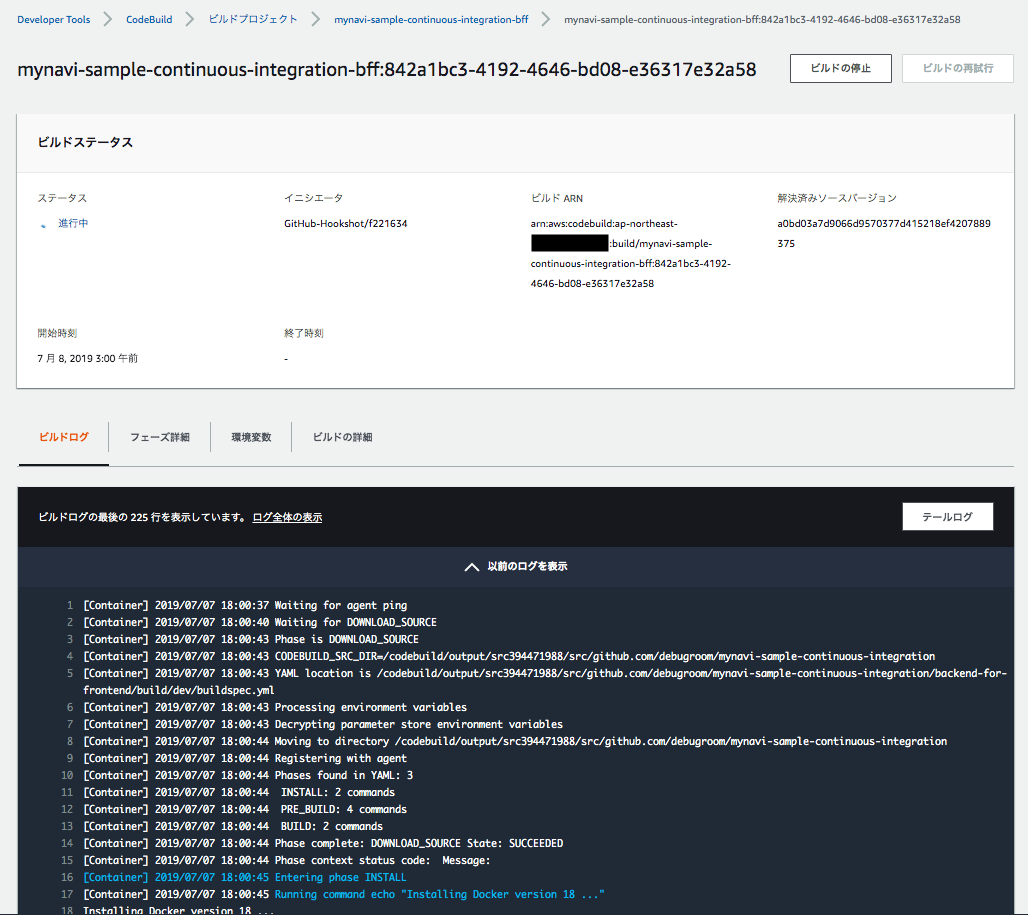 Developer Tools > CodeBuild > ビルドプロジェクト > mynavi-sample-continuous-integration-bff > mynavi-sample-continuous-integration-bff:842a1bc3-4192-4646-bd08-e36317e32a58
mynavi-sample-continuous-integration-bff:842a1bc3-4192-4646-bd08-e36317e32a58
ビルドの停止
ビルドの再試行
ビルドステータス
ステータス
進行中
イニシエータ
GitHub-Hookshot/f221634
ビルド ARN
arn:aws:codebuild:ap-northeast-
:build/mynavi-sample-
continuous-integration-bff:842a1bc3-4192-
4646-bd08-e36317e32a58
解決済みソースバージョン
a0bd03a7d9066d9570377d415218ef4207889
375
開始時刻
7 月 8, 2019 3:00 午前
終了時刻
-
ビルドログ
フェーズ詳細
環境変数
ビルドの詳細
ビルドログの最後の 225 行を表示しています。 ログ全体の表示
テールログ
以前のログを表示
1 [Container] 2019/07/07 18:00:37 Waiting for agent ping
2 [Container] 2019/07/07 18:00:40 Waiting for DOWNLOAD_SOURCE
3 [Container] 2019/07/07 18:00:43 Phase is DOWNLOAD_SOURCE
4 [Container] 2019/07/07 18:00:43 CODEBUILD_SRC_DIR=/codebuild/output/src394471988/src/github.com/debugroom/mynavi-sample-continuous-integration
5 [Container] 2019/07/07 18:00:43 YAML location is /codebuild/output/src394471988/src/github.com/debugroom/mynavi-sample-continuous-integration/backend-for-
frontend/build/dev/buildspec.yml
6 [Container] 2019/07/07 18:00:43 Processing environment variables
7 [Container] 2019/07/07 18:00:43 Decrypting parameter store environment variables
8 [Container] 2019/07/07 18:00:44 Moving to directory /codebuild/output/src394471988/src/github.com/debugroom/mynavi-sample-continuous-integration
9 [Container] 2019/07/07 18:00:44 Registering with agent
10 [Container] 2019/07/07 18:00:44 Phases found in YAML: 3
11 [Container] 2019/07/07 18:00:44  INSTALL: 2 commands
12 [Container] 2019/07/07 18:00:44  PRE_BUILD: 4 commands
13 [Container] 2019/07/07 18:00:44  BUILD: 2 commands
14 [Container] 2019/07/07 18:00:44 Phase complete: DOWNLOAD_SOURCE State: SUCCEEDED
15 [Container] 2019/07/07 18:00:44 Phase context status code:  Message:
16 [Container] 2019/07/07 18:00:45 Entering phase INSTALL
17 [Container] 2019/07/07 18:00:45 Running command echo "Installing Docker version 18 ..."
18 Installing Docker version 18 ...